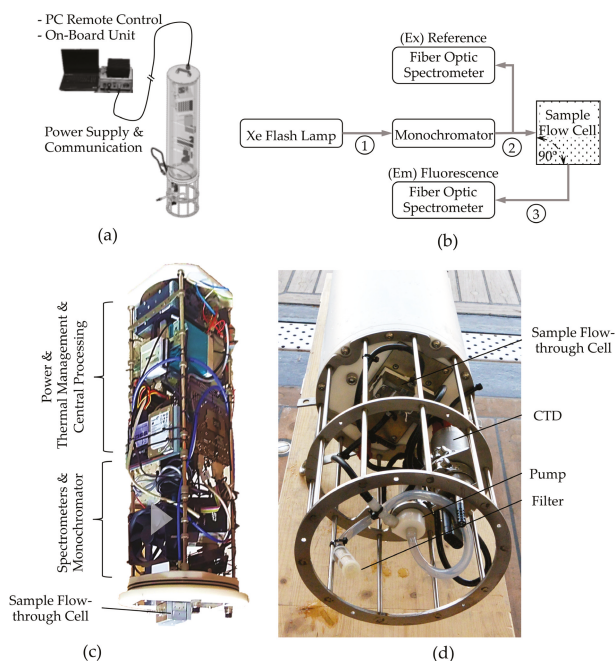 - PC Remote Control
- On-Board Unit
Power Supply &
Communication
(a)
(Ex) Reference
Fiber Optic
Spectrometer
Xe Flash Lamp
1
Monochromator
2
Sample
Flow Cell
90°
(Em) Fluorescence
Fiber Optic
Spectrometer
3
(b)
Power &
Thermal Management &
Central Processing
Spectrometers &
Monochromator
Sample Flow-
through Cell
(c)
Sample Flow-
through Cell
CTD
Pump
Filter
(d)